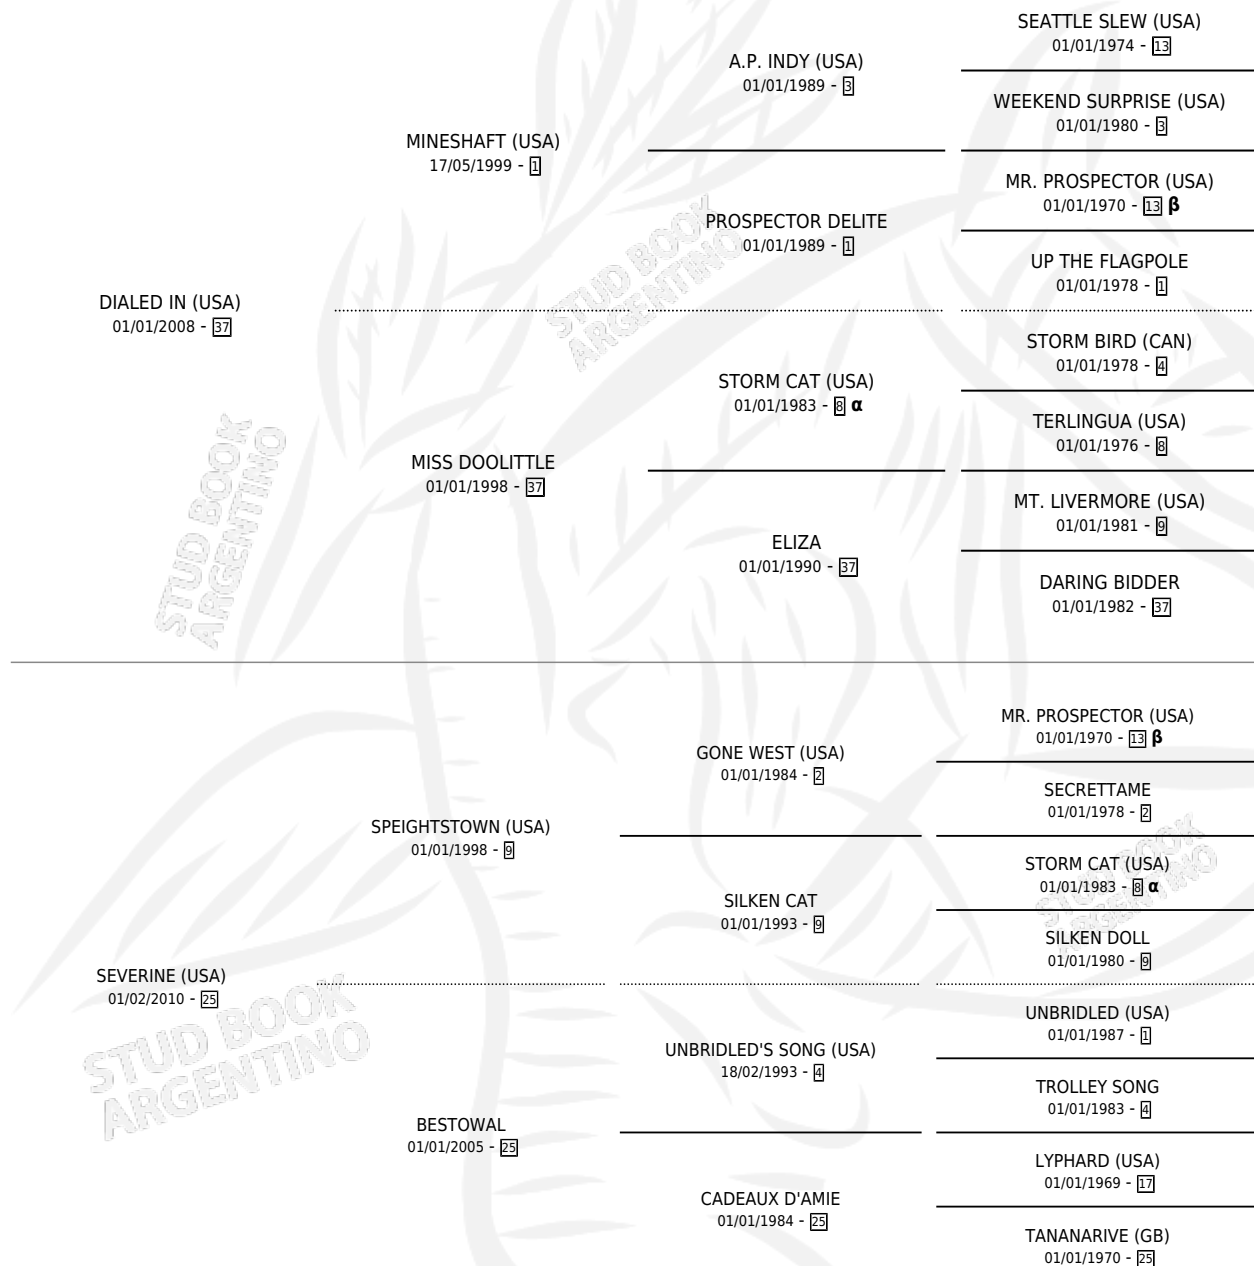 SEATTLE SLEW (USA)
01/01/1974 - 13
A.P. INDY (USA)
01/01/1989 - 3
WEEKEND SURPRISE (USA)
01/01/1980 - 3
MINESHAFT (USA)
17/05/1999 - 1
MR. PROSPECTOR (USA)
01/01/1970 - 13 β
PROSPECTOR DELITE
01/01/1989 - 1
UP THE FLAGPOLE
01/01/1978 - 1
DIALED IN (USA)
01/01/2008 - 37
STORM BIRD (CAN)
01/01/1978 - 4
STORM CAT (USA)
01/01/1983 - 8 α
TERLINGUA (USA)
01/01/1976 - 8
MISS DOOLITTLE
01/01/1998 - 37
MT. LIVERMORE (USA)
01/01/1981 - 9
ELIZA
01/01/1990 - 37
DARING BIDDER
01/01/1982 - 37
MR. PROSPECTOR (USA)
01/01/1970 - 13 β
GONE WEST (USA)
01/01/1984 - 2
SECRETTAME
01/01/1978 - 2
SPEIGHTSTOWN (USA)
01/01/1998 - 9
STORM CAT (USA)
01/01/1983 - 8 α
SILKEN CAT
01/01/1993 - 9
SILKEN DOLL
01/01/1980 - 9
SEVERINE (USA)
01/02/2010 - 25
UNBRIDLED (USA)
01/01/1987 - 1
UNBRIDLED'S SONG (USA)
18/02/1993 - 4
TROLLEY SONG
01/01/1983 - 4
BESTOWAL
01/01/2005 - 25
LYPHARD (USA)
01/01/1969 - 17
CADEAUX D'AMIE
01/01/1984 - 25
TANANARIVE (GB)
01/01/1970 - 25
STUD BOOK
ARGENTINO
STUD BOOK
ARGENTINO
STUD BOOK
ARGENTINO
STUD BOOK
ARGENTINO